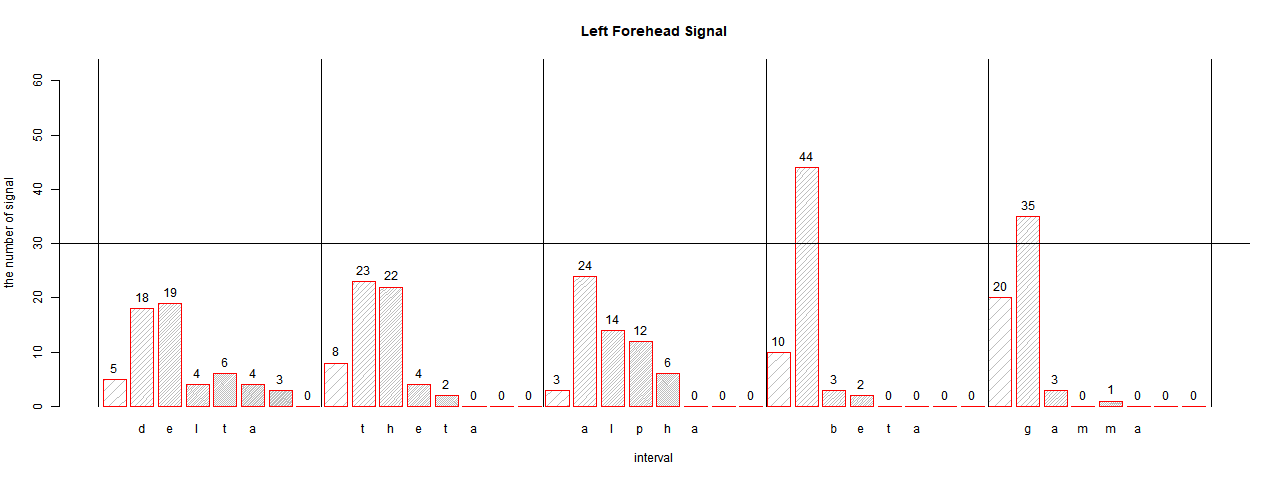 Left Forehead Signal
the number of signal
60
50
40
30
20
10
0
5 18 19 4 6 4 3 0
8 23 22 4 2 0 0 0
3 24 14 12 6 0 0 0
10 44 3 2 0 0 0 0
20 35 3 0 1 0 0 0
d e l t a t h e t a a l p h a b e t a g a m m a
interval